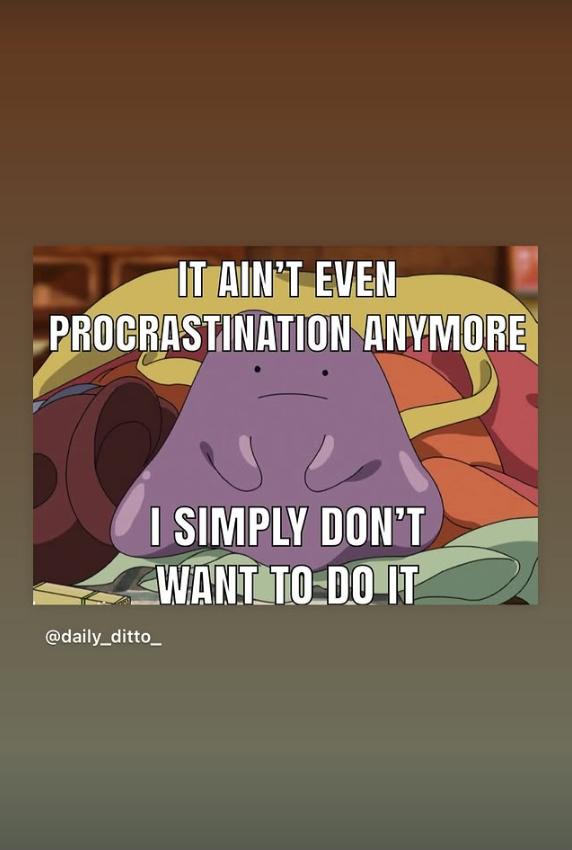 IT AIN'T EVEN
PROCRASTINATION ANYMORE
I SIMPLY DON'T
WANT TO DO IT
@daily_ditto_